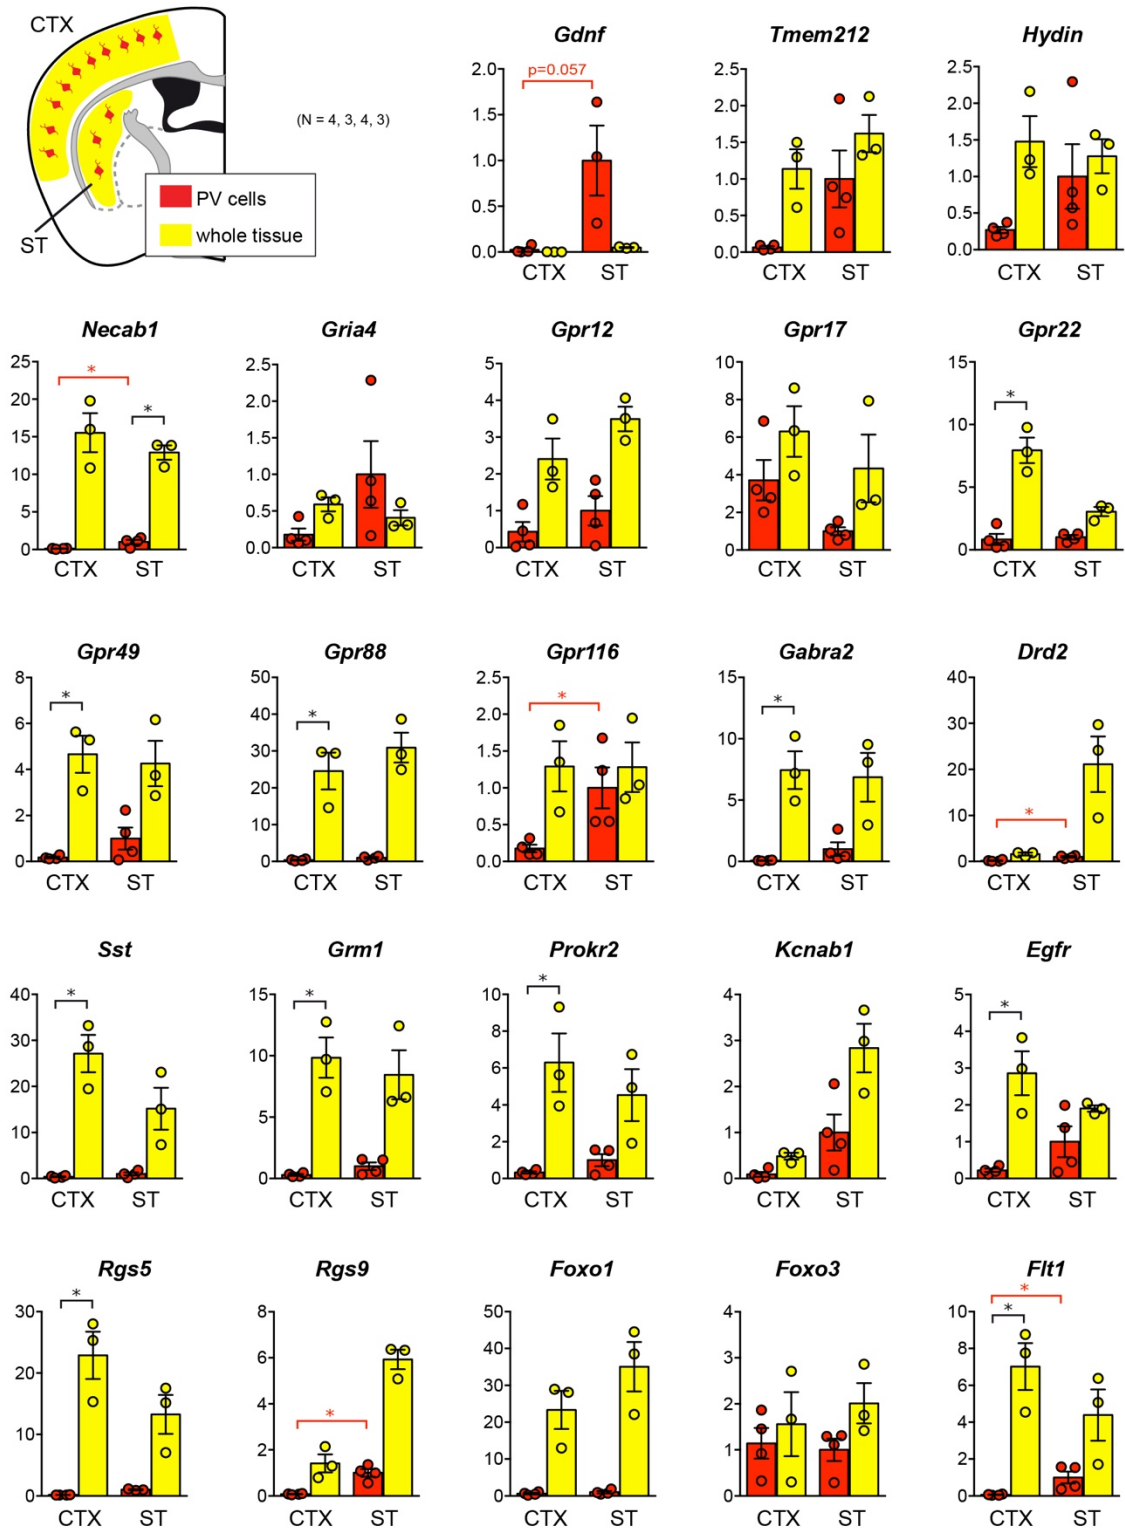 CTX
ST
(N = 4, 3, 4, 3)
PV cells
whole tissue
Gdnf
2.0
1.5
1.0
0.5
0.0
p=0.057
CTX ST
Tmem212
2.5
2.0
1.5
1.0
0.5
0.0
CTX ST
Hydin
2.5
2.0
1.5
1.0
0.5
0.0
CTX ST
Necab1
25
20
15
10
5
0
*
*
CTX ST
Gria4
2.5
2.0
1.5
1.0
0.5
0.0
CTX ST
Gpr12
5
4
3
2
1
0
CTX ST
Gpr17
10
8
6
4
2
0
CTX ST
Gpr22
15
10
5
0
*
CTX ST
Gpr49
8
6
4
2
0
*
CTX ST
Gpr88
50
40
30
20
10
0
*
CTX ST
Gpr116
2.5
2.0
1.5
1.0
0.5
0.0
*
CTX ST
Gabra2
15
10
5
0
*
CTX ST
Drd2
40
30
20
10
0
*
CTX ST
Sst
40
30
20
10
0
*
CTX ST
Grm1
15
10
5
0
*
CTX ST
Prokr2
10
8
6
4
2
0
*
CTX ST
Kcnab1
4
3
2
1
0
CTX ST
Egfr
5
4
3
2
1
0
*
CTX ST
Rgs5
30
20
10
0
*
CTX ST
Rgs9
8
6
4
2
0
*
CTX ST
Foxo1
50
40
30
20
10
0
CTX ST
Foxo3
4
3
2
1
0
CTX ST
Flt1
10
8
6
4
2
0
*
*
CTX ST